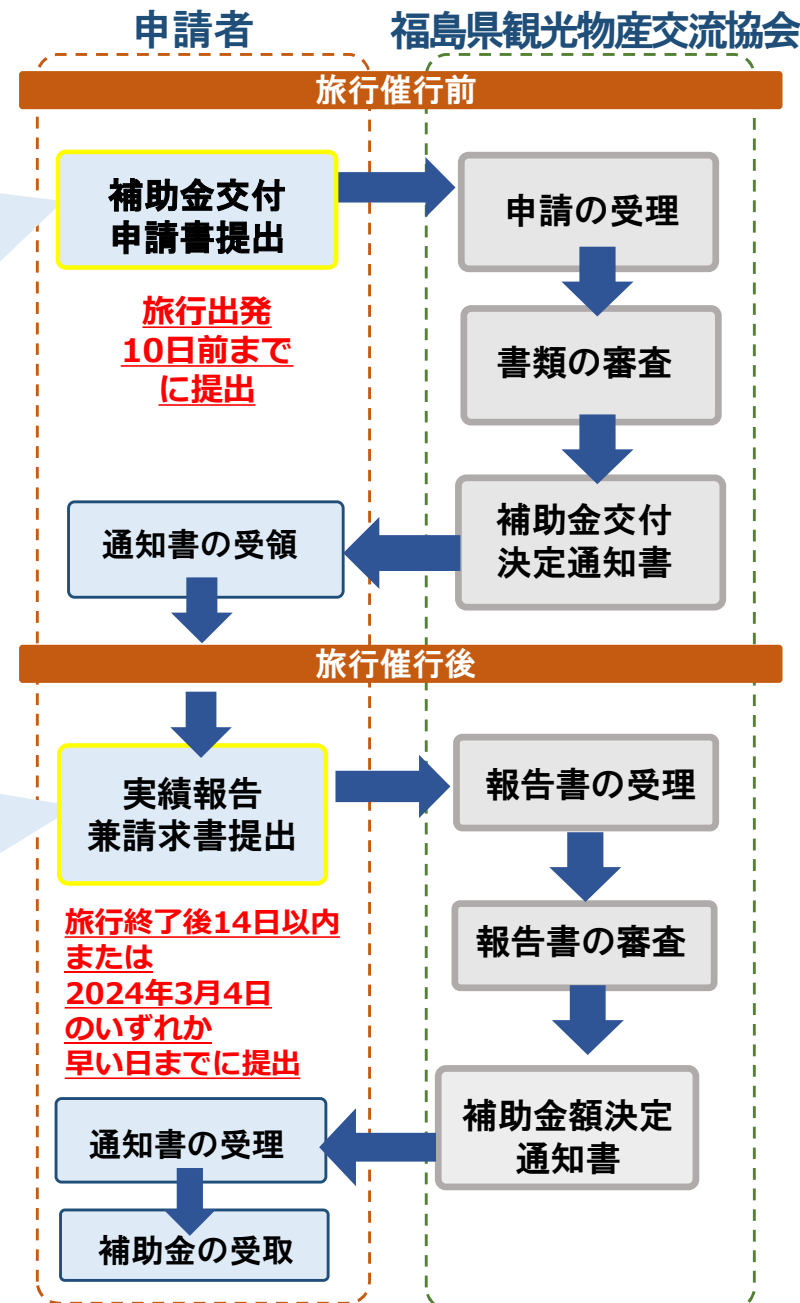 申請者
福島県観光物産交流協会
旅行催行前
補助金交付
申請書提出
申請の受理
旅行出発
10日前まで
に提出
書類の審査
補助金交付
決定通知書
通知書の受領
旅行催行後
実績報告
兼請求書提出
報告書の受理
旅行終了後14日以内
または
2024年3月4日
のいずれか
早い日までに提出
報告書の審査
補助金額決定
通知書
通知書の受理
補助金の受取